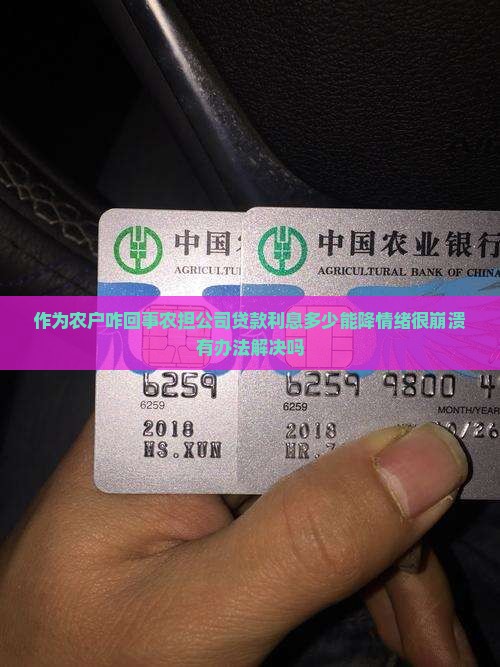 中国
中国农业银行
AGRICULTU
AGRICULTURAL BANK OF CHINA
作为农户咋回事农担公司贷款利息多少能降情绪很崩溃
有办法解决吗
6259
6259 9800 4
6259
6259
MONTH/YEAR
2018
2018
/26
MS.XUN
MR.